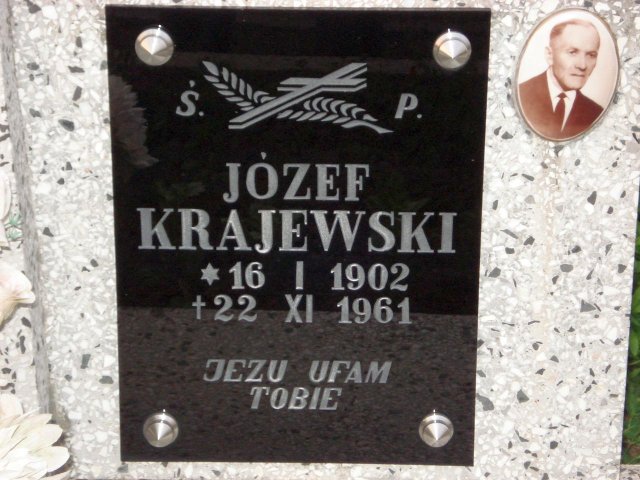 Ś. P.
JÓZEF
KRAJEWSKI
* 16 I 1902
† 22 XI 1961
JEZU UFAM
TOBIE